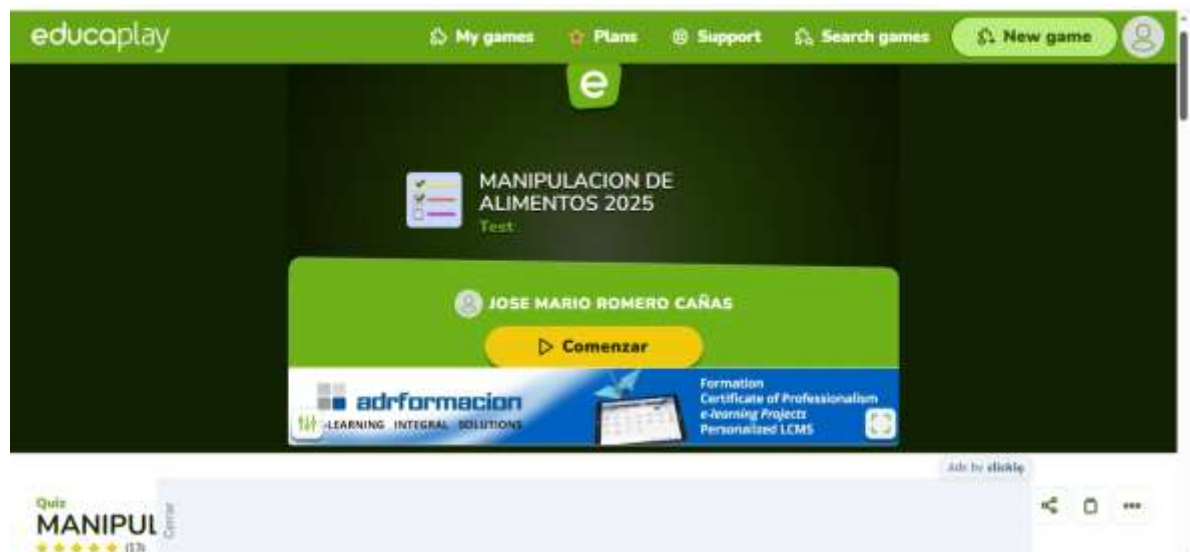 educaplay
My games Plans Support Search games New game
e
MANIPULACION DE
ALIMENTOS 2025
Test
JOSE MARIO ROMERO CAÑAS
Comenzar
adrformacion
-LEARNING INTEGRAL SOLUTIONS
Formation
Certificate of Professionalism
e-learning Projects
Personalized LCMS
Ads by
Quiz
MANIPUL
Cerrar
(13)